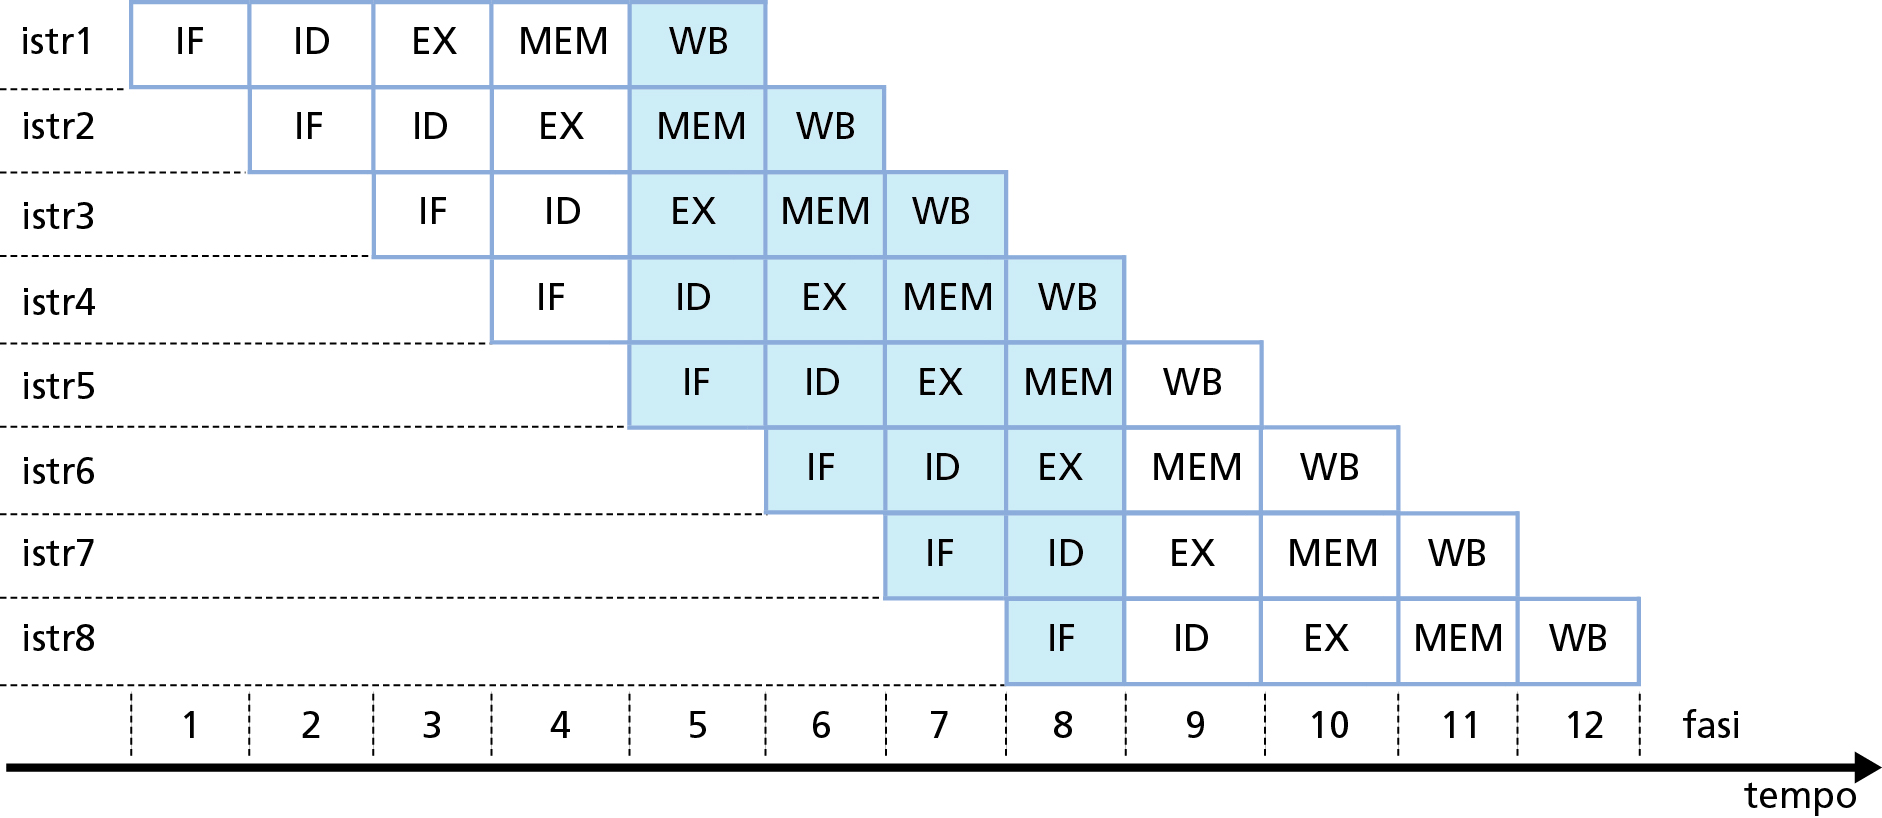 istr1 IF ID EX MEM WB
istr2 IF ID EX MEM WB
istr3 IF ID EX MEM WB
istr4 IF ID EX MEM WB
istr5 IF ID EX MEM WB
istr6 IF ID EX MEM WB
istr7 IF ID EX MEM WB
istr8 IF ID EX MEM WB
1 2 3 4 5 6 7 8 9 10 11 12 fasi
tempo